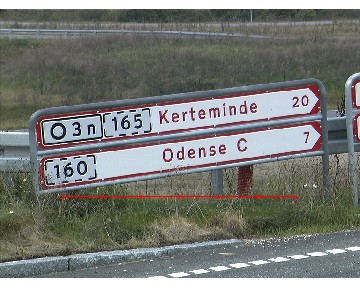 O3n 165 Kerteminde 20
160 Odense C 7